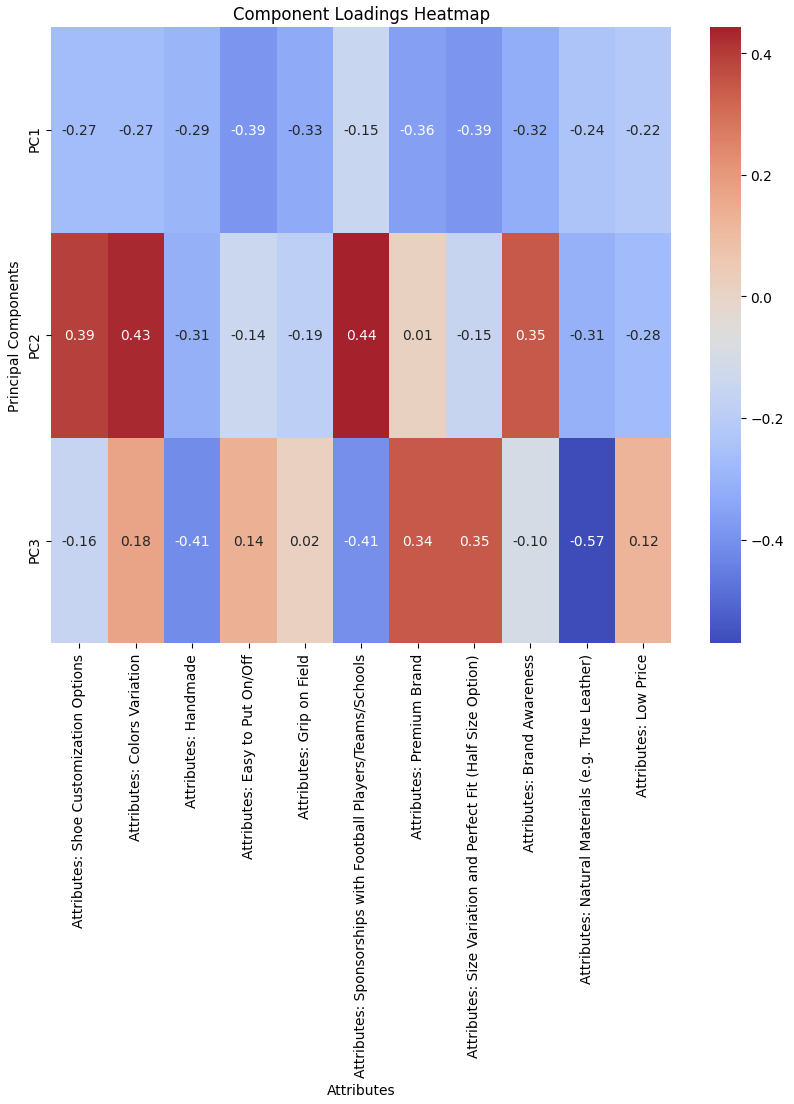 Component Loadings Heatmap
Principal Components
PC1
-0.27 -0.27 -0.29 -0.39 -0.33 -0.15 -0.36 -0.39 -0.32 -0.24 -0.22
PC2
0.39 0.43 -0.31 -0.14 -0.19 0.44 0.01 -0.15 0.35 -0.31 -0.28
PC3
-0.16 0.18 -0.41 0.14 0.02 -0.41 0.34 0.35 -0.10 -0.57 0.12
Attributes: Shoe Customization Options
Attributes: Colors Variation
Attributes: Handmade
Attributes: Easy to Put On/Off
Attributes: Grip on Field
Attributes: Sponsorships with Football Players/Teams/Schools
Attributes: Premium Brand
Attributes: Size Variation and Perfect Fit (Half Size Option)
Attributes: Brand Awareness
Attributes: Natural Materials (e.g. True Leather)
Attributes: Low Price
Attributes
0.4
0.2
0.0
−0.2
−0.4